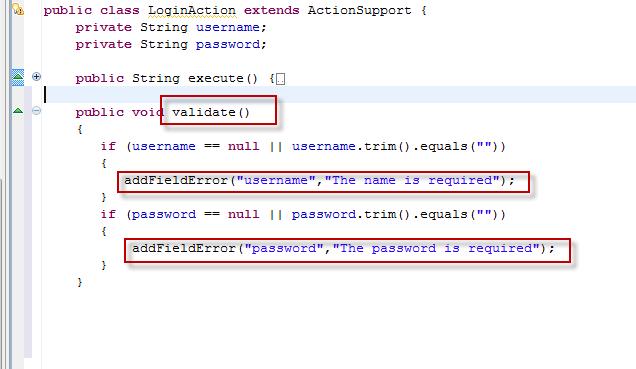 public class LoginAction extends ActionSupport {
private String username;
private String password;
public String execute() {
public void validate()
{
if (username == null || username.trim().equals(""))
{
addFieldError("username","The name is required");
}
if (password == null || password.trim().equals(""))
{
addFieldError("password","The password is required");
}
}